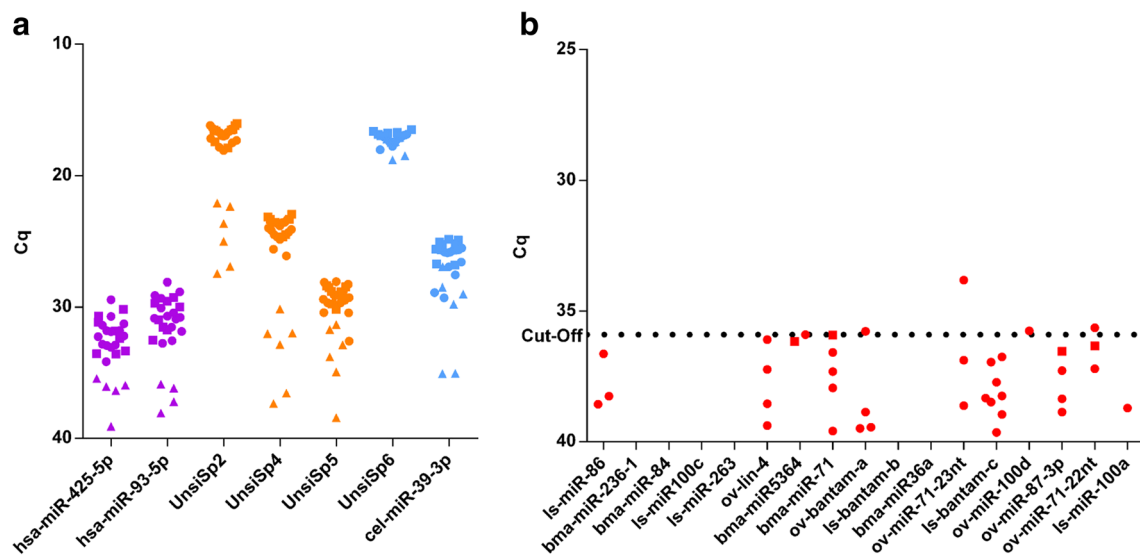 a
10
20
30
40
Cq
hsa-miR-425-5p
hsa-miR-93-5p
UnsiSp2
UnsiSp4
UnsiSp5
UnsiSp6
cel-miR-39-3p
b
25
30
35
Cut-Off
40
Cq
ls-miR-86
bma-miR-236-1
bma-miR-84
ls-miR100c
ls-miR-263
ov-lin-4
bma-miR5364
bma-miR-71
ov-bantam-a
ls-bantam-b
bma-miR36a
ov-miR-71-23nt
ls-bantam-c
ov-miR-100d
ov-miR-87-3p
ov-miR-71-22nt
ls-miR-100a